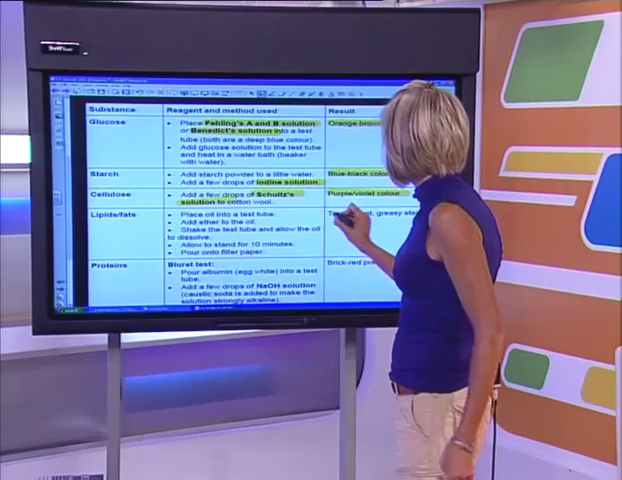 SMART
Substance Reagent and method used Result
Glucose
• Place Fehling's A and B solution
or Benedict's solution into a test
tube (both are a deep blue colour).
• Add glucose solution to the test tube
and heat in a water bath (beaker
with water).
Orange brow
Starch
• Add starch powder to a little water.
• Add a few drops of iodine solution.
Blue-black colou
Cellulose
• Add a few drops of Schultz's
solution to cotton wool.
Purple/violet colour
Lipids/fats
• Place oil into a test tube.
• Add ether to the oil.
• Shake the test tube and allow the oil
to dissolve.
• Allow to stand for 10 minutes.
• Pour onto filter paper.
greasy
Proteins
Biuret test:
• Pour albumin (egg white) into a test
tube.
• Add a few drops of NaOH solution
(caustic soda is added to make the
solution strongly alkaline).
Brick-red pre